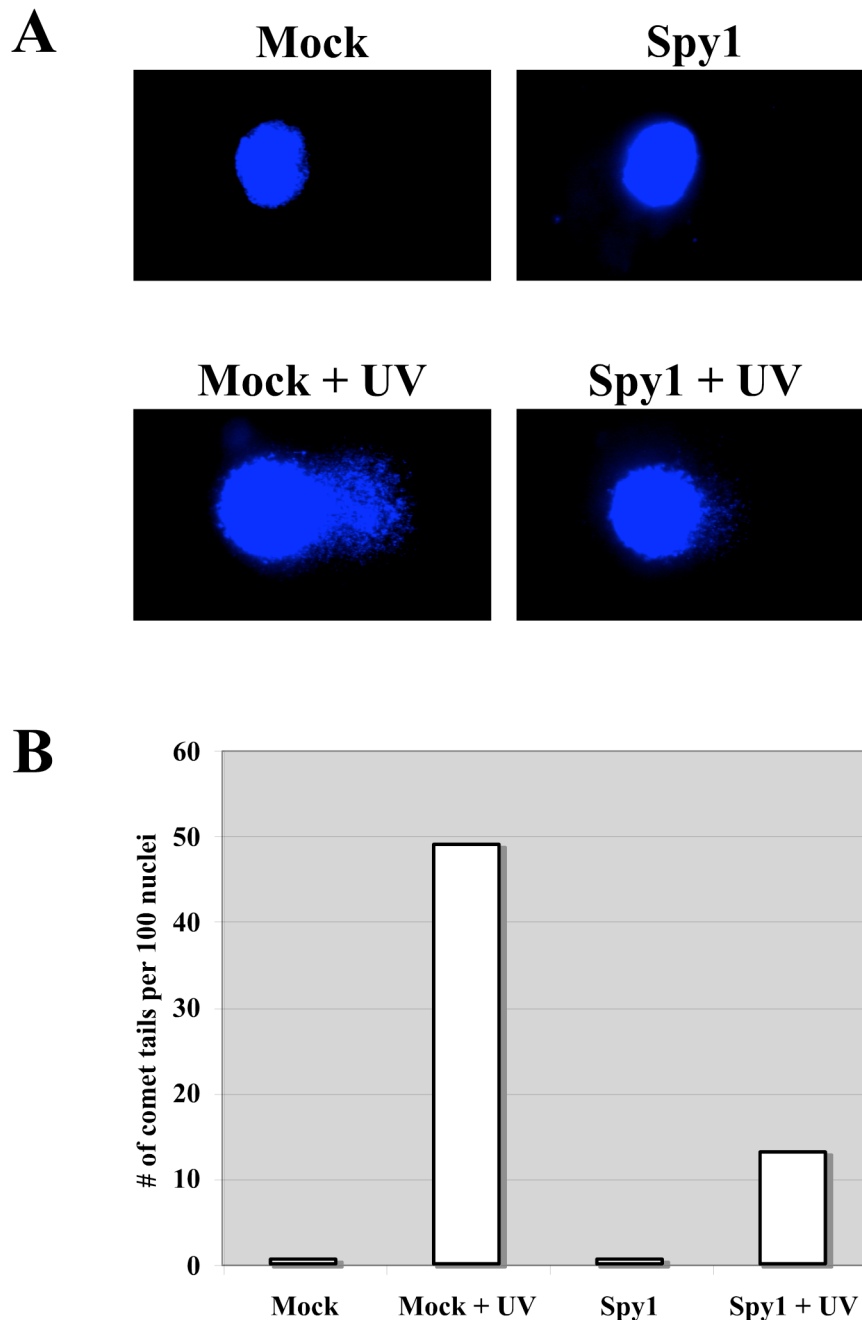 A
Mock
Spy1
Mock + UV
Spy1 + UV
B
# of comet tails per 100 nuclei
60
50
40
30
20
10
0
Mock
Mock + UV
Spy1
Spy1 + UV